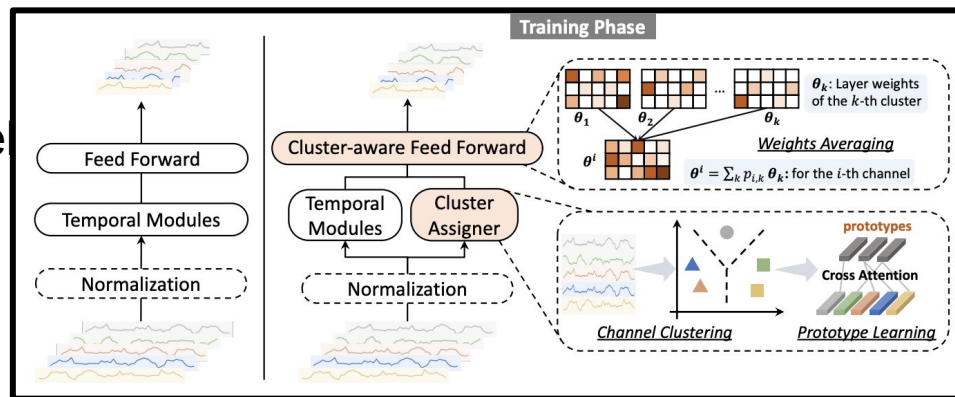 Training Phase
Feed Forward
Temporal Modules
Normalization
Cluster-aware Feed Forward
Temporal Modules
Cluster Assigner
Normalization
θ₁
θ₂
...
θₖ
θₖ: Layer weights
of the k-th cluster
Weights Averaging
θⁱ
θⁱ = ∑ₖ pᵢ,ₖ θₖ: for the i-th channel
prototypes
Cross Attention
Channel Clustering
Prototype Learning